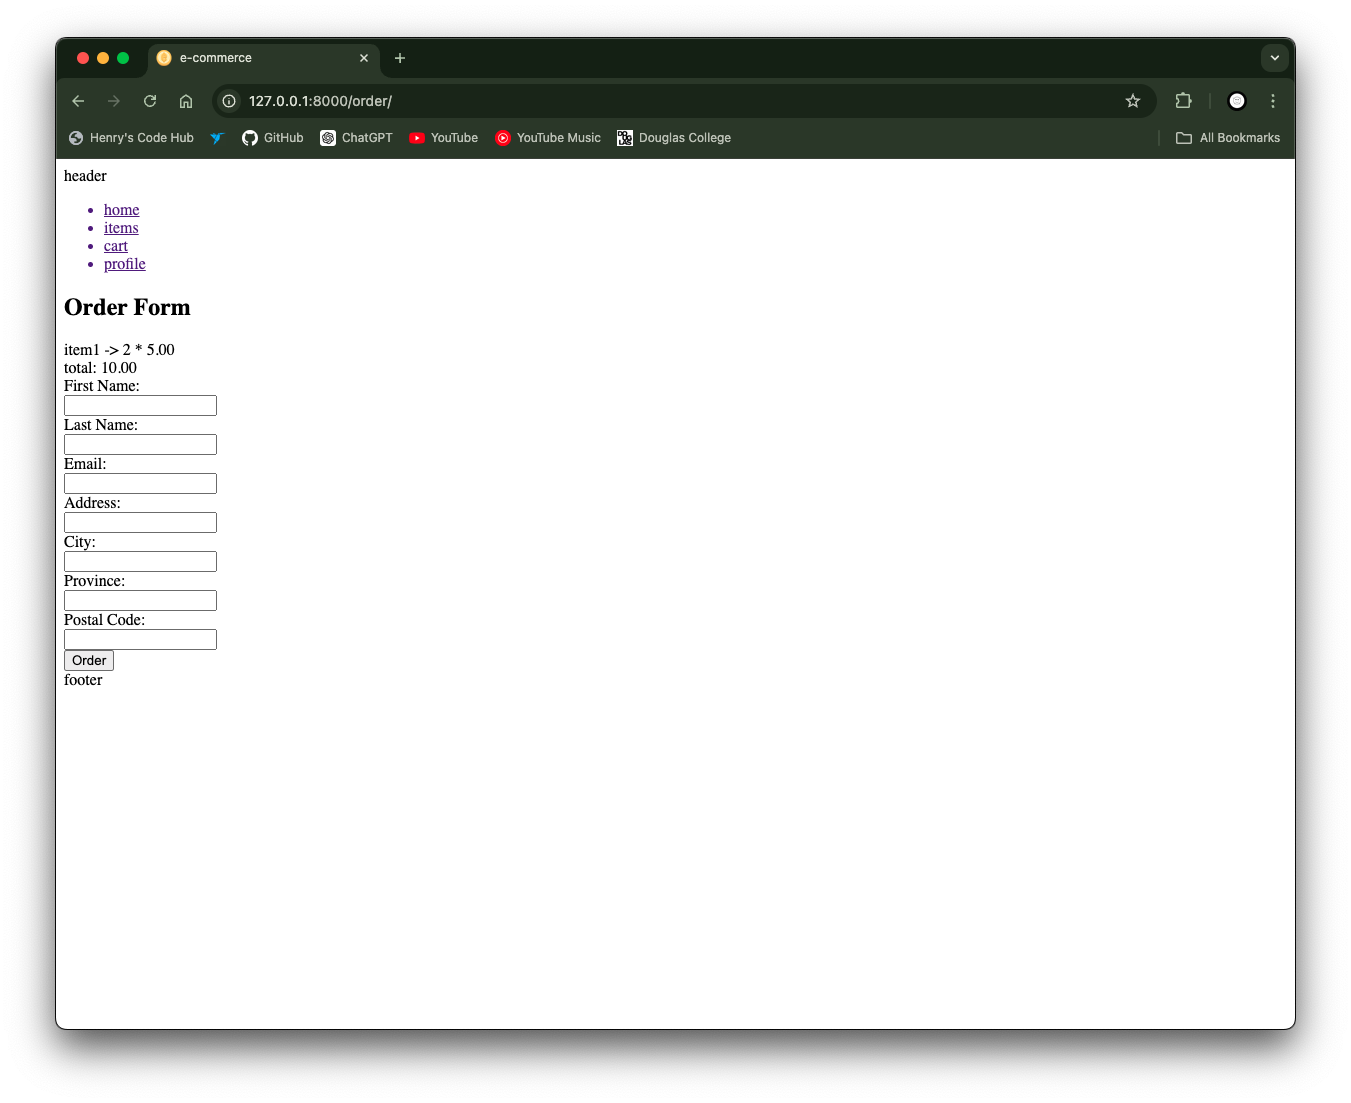 e-commerce
127.0.0.1:8000/order/
Henry's Code Hub GitHub ChatGPT YouTube YouTube Music Douglas College All Bookmarks
header
home
items
cart
profile
Order Form
item1 -> 2 * 5.00
total: 10.00
First Name:
Last Name:
Email:
Address:
City:
Province:
Postal Code:
Order
footer